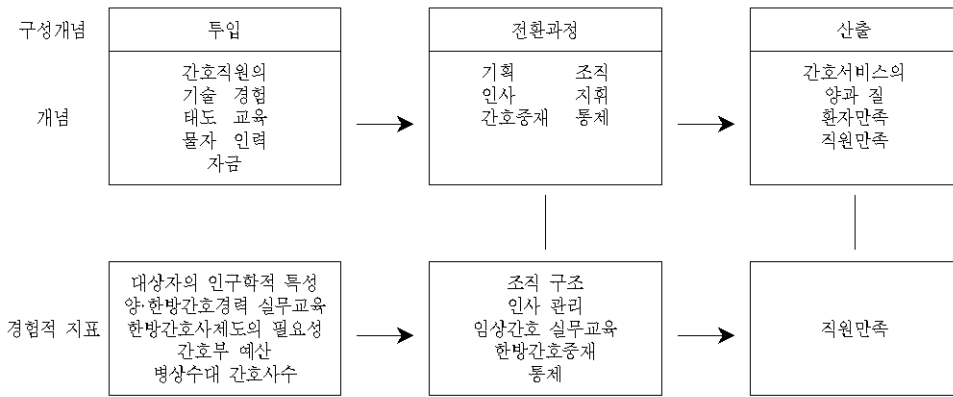 구성개념
투입
전환과정
산출
개념
간호직원의
기술 경험
태도 교육
물자 인력
자금
기획 조직
인사 지휘
간호중재 통제
간호서비스의
양과 질
환자만족
직원만족
경험적 지표
대상자의 인구학적 특성
양·한방간호경력 실무교육
한방간호사제도의 필요성
간호부 예산
병상수대 간호사수
조직 구조
인사 관리
임상간호 실무교육
한방간호중재
통제
직원만족